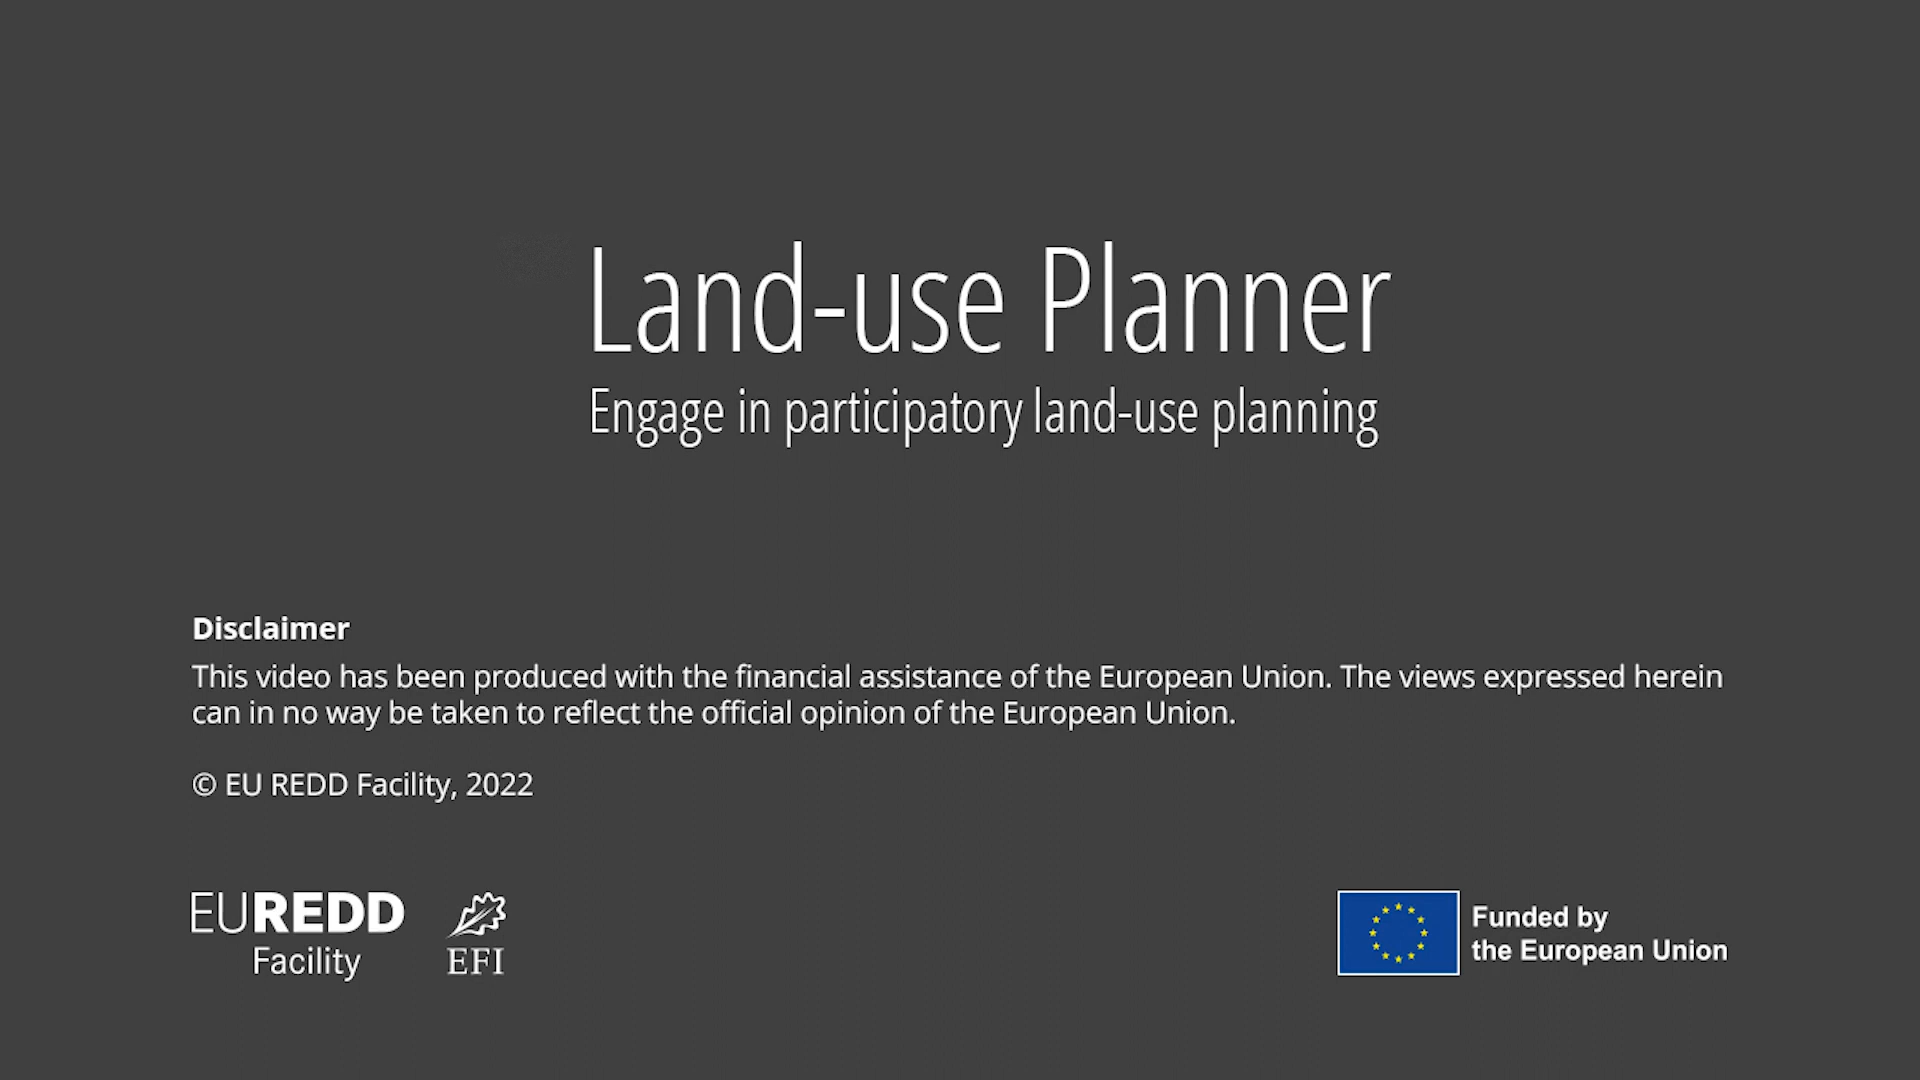 Land-use Planner
Engage in participatory land-use planning
Disclaimer
This video has been produced with the financial assistance of the European Union. The views expressed herein
can in no way be taken to reflect the official opinion of the European Union.
© EU REDD Facility, 2022
EUREDD
Facility
EFI
Funded by
the European Union